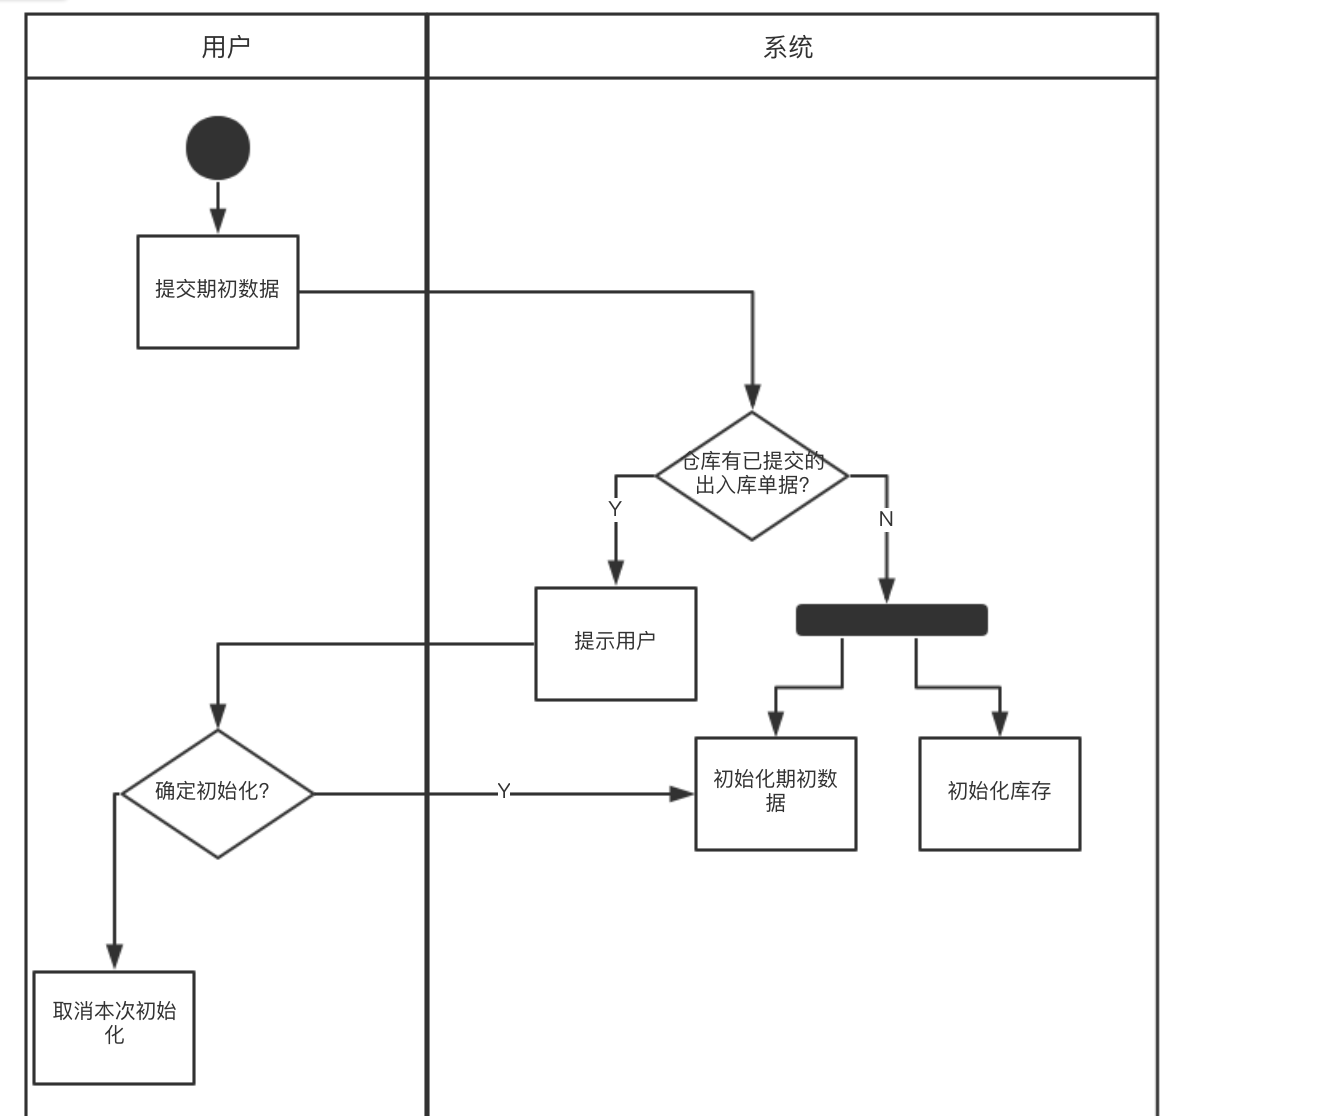 用户
系统
提交期初数据
仓库有已提交的
出入库单据?
Y
N
提示用户
确定初始化?
Y
初始化期初数
据
初始化库存
取消本次初始
化